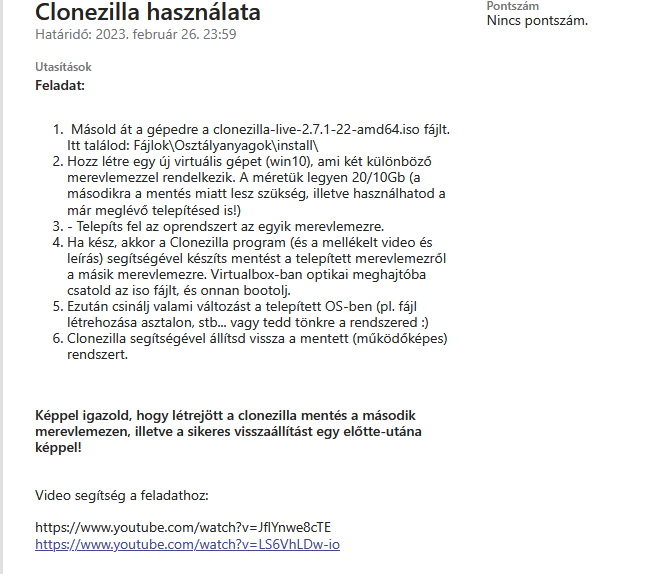 Clonezilla használata
Pontszám
Nincs pontszám.
Határidő: 2023. február 26. 23:59
Utasítások
Feladat:
1. Másold át a gépedre a clonezilla-live-2.7.1-22-amd64.iso fájlt.
Itt találod: Fájlok\Osztályanyagok\install\
2. Hozz létre egy új virtuális gépet (win10), ami két különböző
merevlemezzel rendelkezik. A méretük legyen 20/10Gb (a
másodikra a mentés miatt lesz szükség, illetve használhatod a
már meglévő telepítésed is!)
3. - Telepíts fel az oprendszert az egyik merevlemezre.
4. Ha kész, akkor a Clonezilla program (és a mellékelt video és
leírás) segítségével készíts mentést a telepített merevlemezről
a másik merevlemezre. Virtualbox-ban optikai meghajtóba
csatold az iso fájlt, és onnan bootolj.
5. Ezután csinálj valami változást a telepített OS-ben (pl. fájl
létrehozása asztalon, stb... vagy tedd tönkre a rendszered :)
6. Clonezilla segítségével állítsd vissza a mentett (működőképes)
rendszert.
Képpel igazold, hogy létrejött a clonezilla mentés a második
merevlemezen, illetve a sikeres visszaállítást egy előtte-utána
képpel!
Video segítség a feladathoz:
https://www.youtube.com/watch?v=JflYnwe8cTE
https://www.youtube.com/watch?v=LS6VhLDw-io